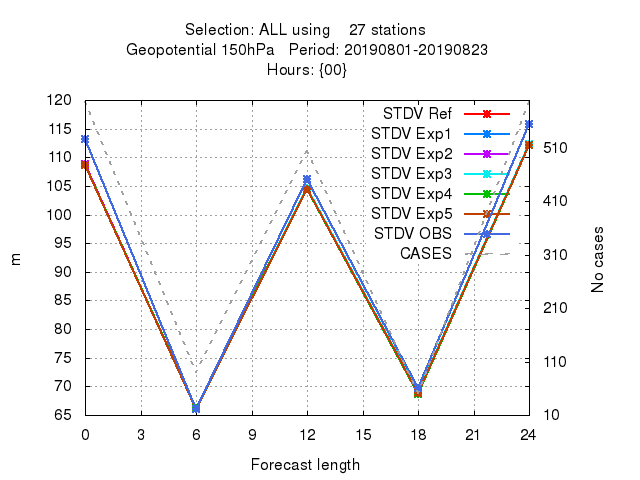 Selection: ALL using 27 stations
Geopotential 150hPa Period: 20190801-20190823
Hours: {00}
120
115
110
105
100
95
90
85
80
75
70
65
m
STDV Ref
STDV Exp1
STDV Exp2
STDV Exp3
STDV Exp4
STDV Exp5
STDV OBS
CASES
510
410
310
210
110
10
No cases
0 3 6 9 12 15 18 21 24
Forecast length